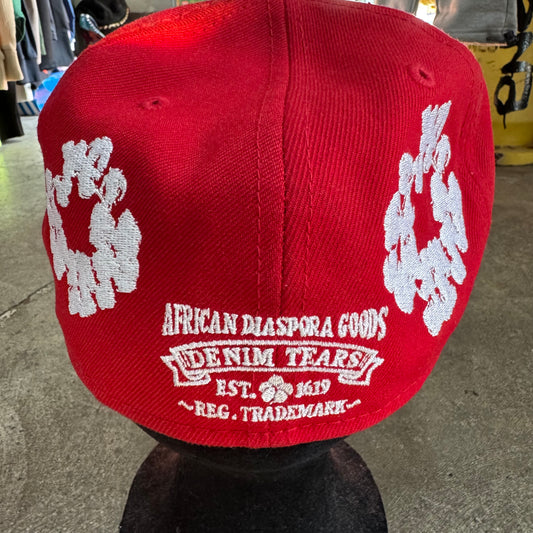 AFRICAN DIASPORA GOODS
DENIM TEARS
EST. 1619
~REG. TRADEMARK~